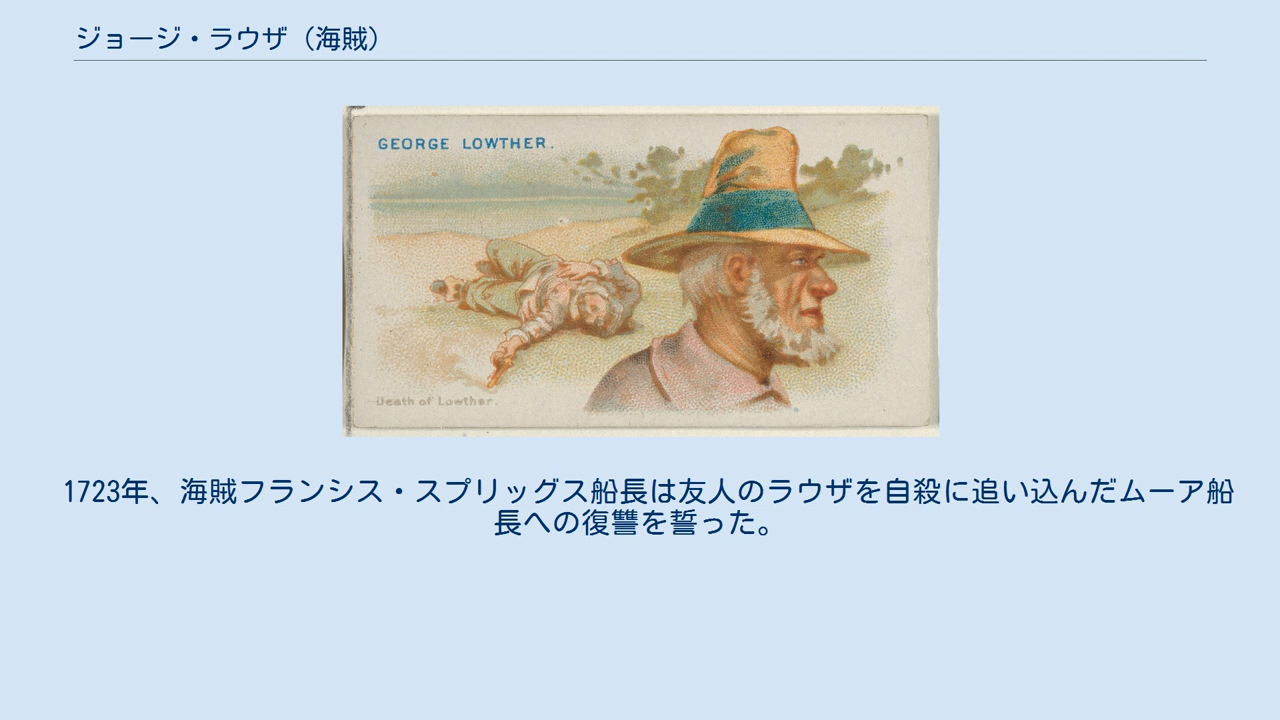 ジョージ・ラウザ（海賊）
GEORGE LOWTHER.
Death of Lowther.
1723年、海賊フランシス・スプリッグス船長は友人のラウザを自殺に追い込んだムーア船
長への復讐を誓った。